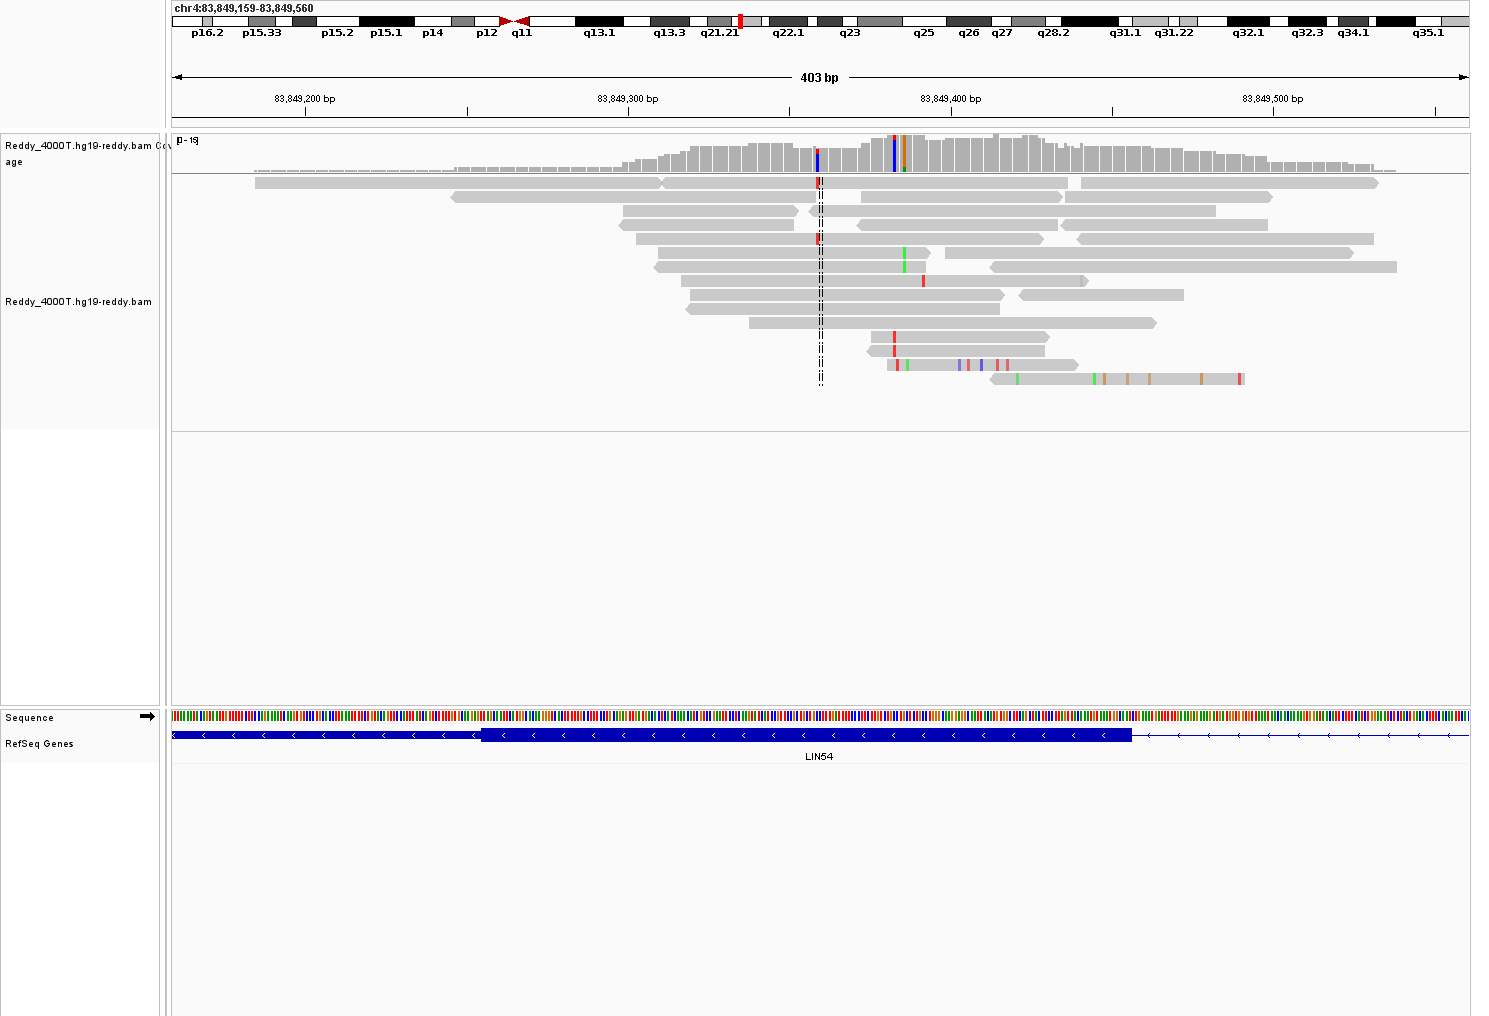 chr4:83,849,159-83,849,560
p16.2 p15.33 p15.2 p15.1 p14 p12 q11 q13.1 q13.3 q21.21 q22.1 q23 q25 q26 q27 q28.2 q31.1 q31.22 q32.1 q32.3 q34.1 q35.1
403 bp
83,849,200 bp 83,849,300 bp 83,849,400 bp 83,849,500 bp
Reddy_4000T.hg19-reddy.bam Cov
age
[0 - 15]
Reddy_4000T.hg19-reddy.bam
Sequence
RefSeq Genes
LIN54